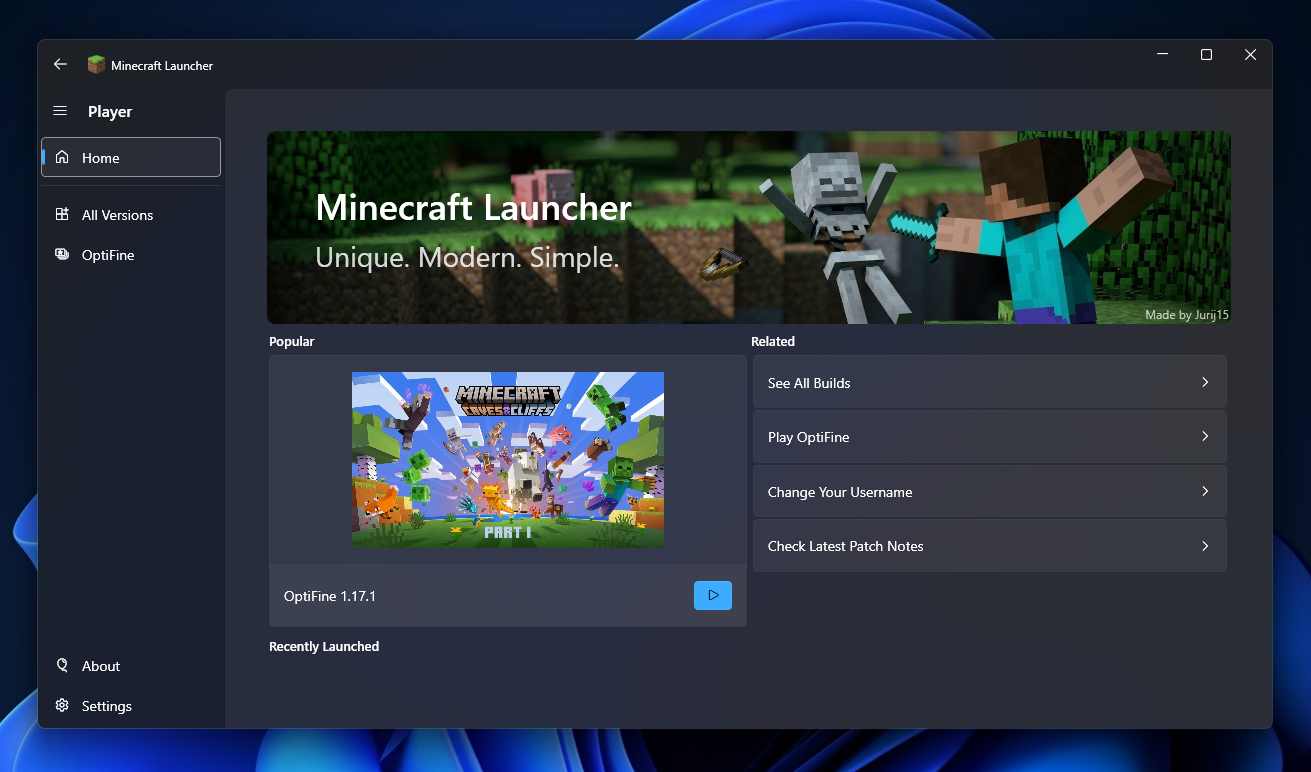 Minecraft Launcher
Player
Home
All Versions
OptiFine
About
Settings
Minecraft Launcher
Unique. Modern. Simple.
Made by Jurij15
Popular
MINECRAFT
CAVES & CLIFFS
PART I
OptiFine 1.17.1
Recently Launched
Related
See All Builds
Play OptiFine
Change Your Username
Check Latest Patch Notes